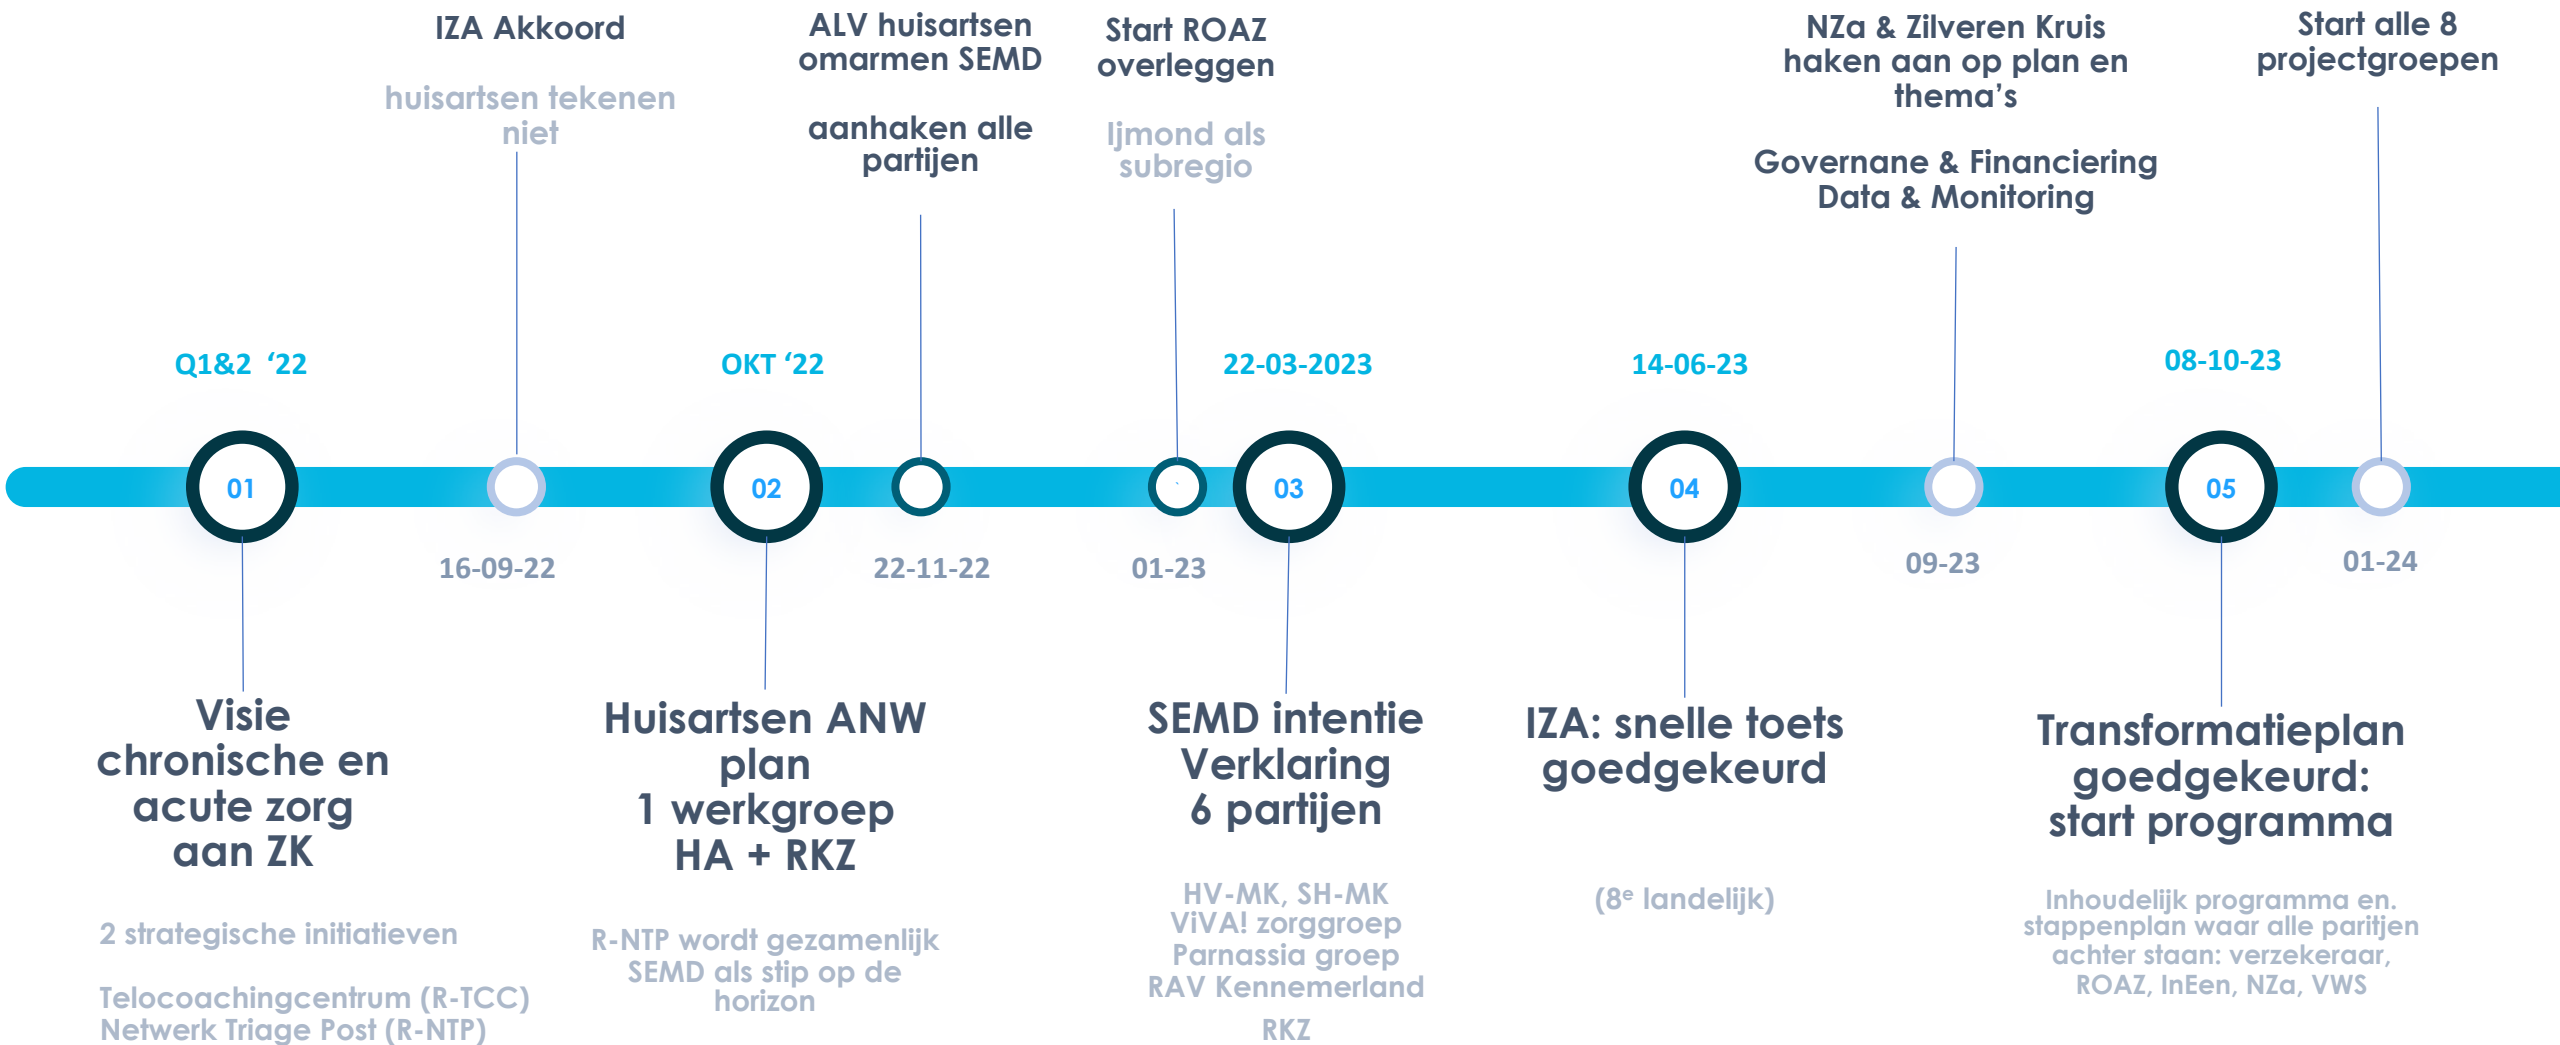 IZA Akkoord
huisartsen tekenen
niet
ALV huisartsen
omarmen SEMD
aanhaken alle
partijen
Start ROAZ
overleggen
Ijmond als
subregio
NZa & Zilveren Kruis
haken aan op plan en
thema's
Governane & Financiering
Data & Monitoring
Start alle 8
projectgroepen
Q1&2 ‘22
OKT ‘22
22-03-2023
14-06-23
08-10-23
01
02
`
03
04
05
16-09-22
22-11-22
01-23
09-23
01-24
Visie
chronische en
acute zorg
aan ZK
2 strategische initiatieven
Telocoachingcentrum (R-TCC)
Netwerk Triage Post (R-NTP)
Huisartsen ANW
plan
1 werkgroep
HA + RKZ
R-NTP wordt gezamenlijk
SEMD als stip op de
horizon
SEMD intentie
Verklaring
6 partijen
HV-MK, SH-MK
ViVA! zorggroep
Parnassia groep
RAV Kennemerland
RKZ
IZA: snelle toets
goedgekeurd
(8e landelijk)
Transformatieplan
goedgekeurd:
start programma
Inhoudelijk programma en.
stappenplan waar alle paritjen
achter staan: verzekeraar,
ROAZ, InEen, NZa, VWS